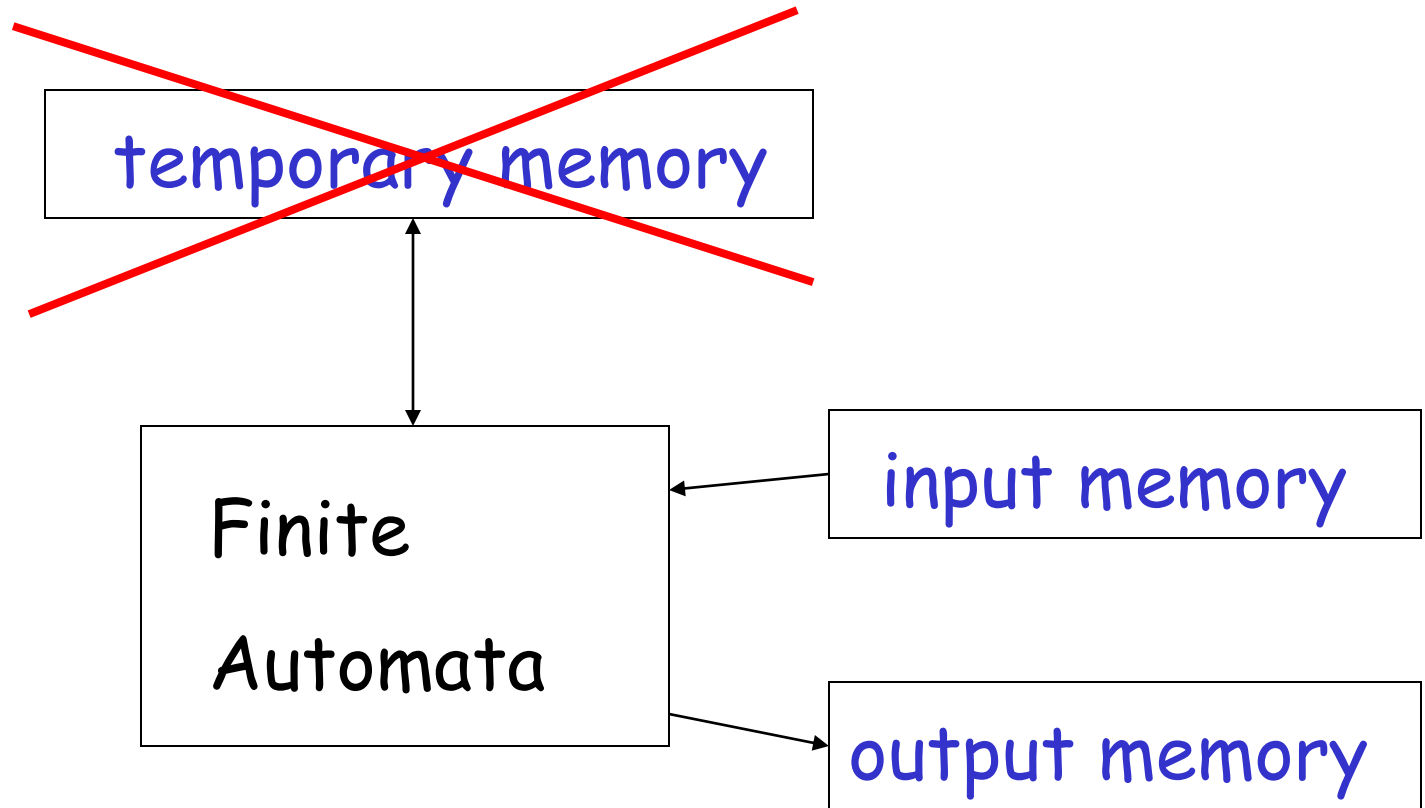 temporary memory
input memory
Finite
Automata
output memory